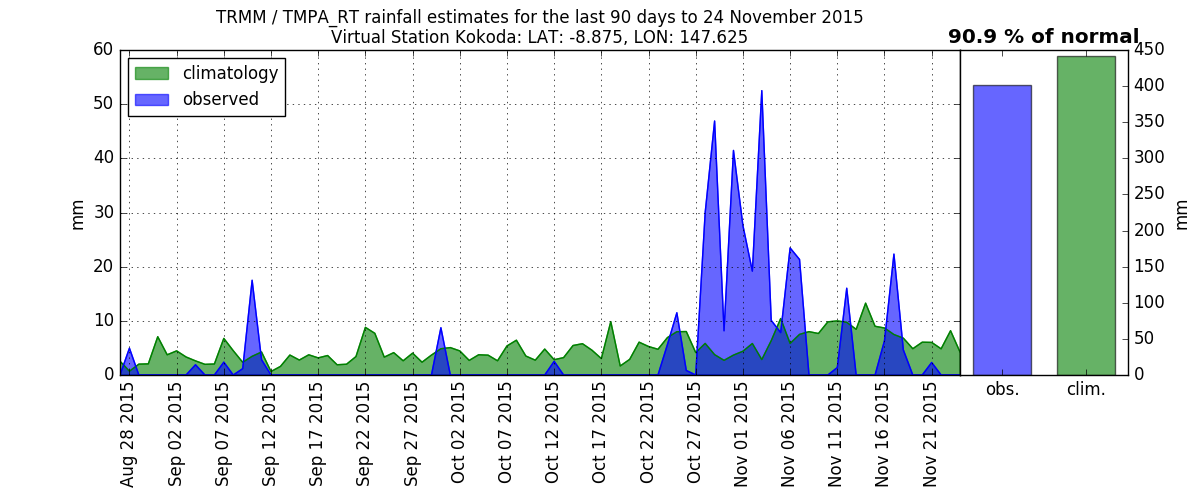 TRMM / TMPA_RT rainfall estimates for the last 90 days to 24 November 2015
Virtual Station Kokoda: LAT: -8.875, LON: 147.625
90.9 % of normal
climatology
observed
60
50
40
30
20
10
0
mm
450
400
350
300
250
200
150
100
50
0
mm
obs.
clim.
Aug 28 2015
Sep 02 2015
Sep 07 2015
Sep 12 2015
Sep 17 2015
Sep 22 2015
Sep 27 2015
Oct 02 2015
Oct 07 2015
Oct 12 2015
Oct 17 2015
Oct 22 2015
Oct 27 2015
Nov 01 2015
Nov 06 2015
Nov 11 2015
Nov 16 2015
Nov 21 2015